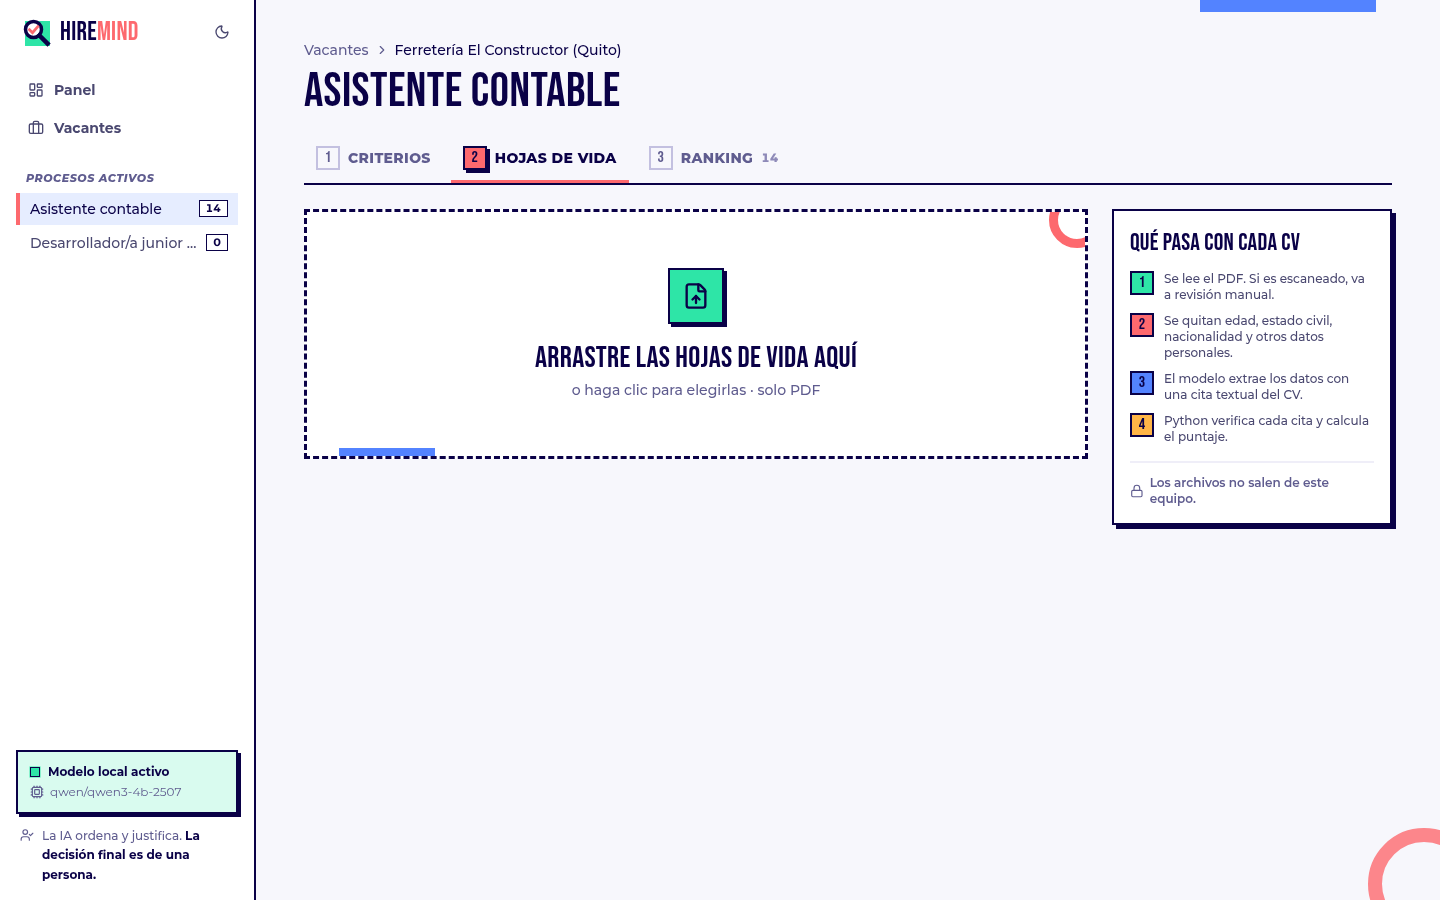 HIREMIND
Panel
Vacantes
PROCESOS ACTIVOS
Asistente contable 14
Desarrollador/a junior ... 0
Modelo local activo
qwen/qwen3-4b-2507
La IA ordena y justifica. La
decisión final es de una
persona.
Vacantes > Ferretería El Constructor (Quito)
ASISTENTE CONTABLE
1 CRITERIOS
2 HOJAS DE VIDA
3 RANKING 14
ARRASTRE LAS HOJAS DE VIDA AQUÍ
o haga clic para elegirlas · solo PDF
QUÉ PASA CON CADA CV
1 Se lee el PDF. Si es escaneado, va
a revisión manual.
2 Se quitan edad, estado civil,
nacionalidad y otros datos
personales.
3 El modelo extrae los datos con
una cita textual del CV.
4 Python verifica cada cita y calcula
el puntaje.
Los archivos no salen de este
equipo.